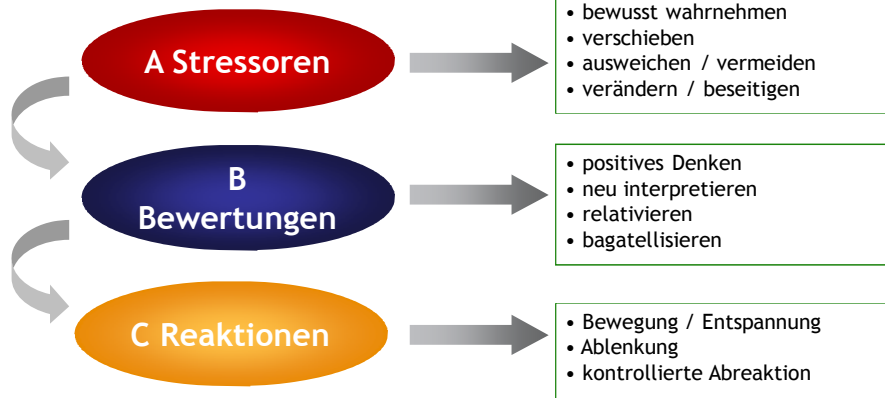 A Stressoren
• bewusst wahrnehmen
• verschieben
• ausweichen / vermeiden
• verändern / beseitigen
B
Bewertungen
• positives Denken
• neu interpretieren
• relativieren
• bagatellisieren
C Reaktionen
• Bewegung / Entspannung
• Ablenkung
• kontrollierte Abreaktion